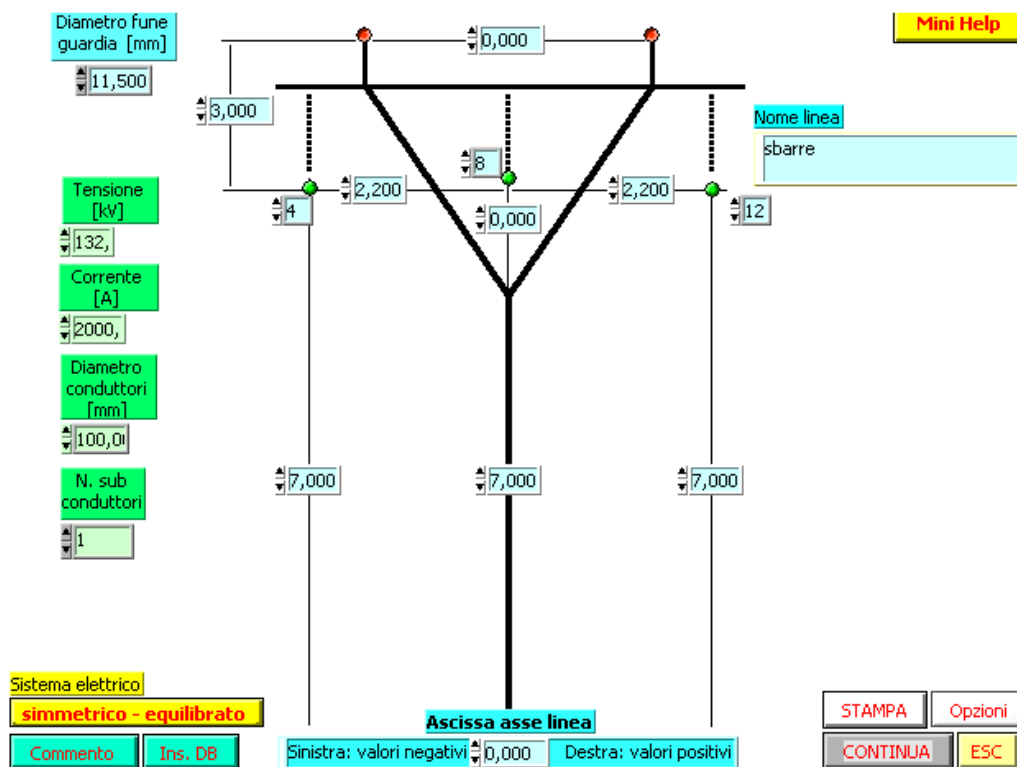 Diametro fune
guardia [mm]
11,500
0,000
Mini Help
3,000
Nome linea
sbarre
8
2,200
2,200
4
0,000
12
Tensione
[kV]
132,
Corrente
[A]
2000,
Diametro
conduttori
[mm]
100,0
N. sub
conduttori
1
7,000
7,000
7,000
Sistema elettrico
simmetrico - equilibrato
Commento
Ins. DB
Ascissa asse linea
Sinistra: valori negativi
0,000
Destra: valori positivi
STAMPA
Opzioni
CONTINUA
ESC